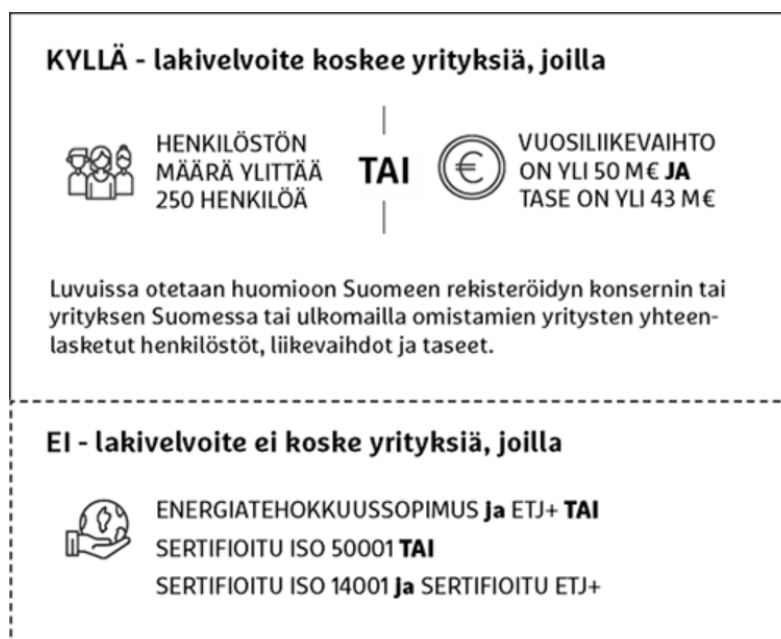 KYLLÄ - lakivelvoite koskee yrityksiä, joilla
HENKILÖSTÖN
MÄÄRÄ YLITTÄÄ
250 HENKILÖÄ
TAI
€
VUOSILIIKEVAIHTO
ON YLI 50 M€ JA
TASE ON YLI 43 M€
Luvuissa otetaan huomioon Suomeen rekisteröidyn konsernin tai
yrityksen Suomessa tai ulkomailla omistamien yritysten yhteen-
lasketut henkilöstöt, liikevaihdot ja taseet.
EI - lakivelvoite ei koske yrityksiä, joilla
ENERGIATEHOKKUUSSOPIMUS ja ETJ+ TAI
SERTIFIOITU ISO 50001 TAI
SERTIFIOITU ISO 14001 ja SERTIFIOITU ETJ+